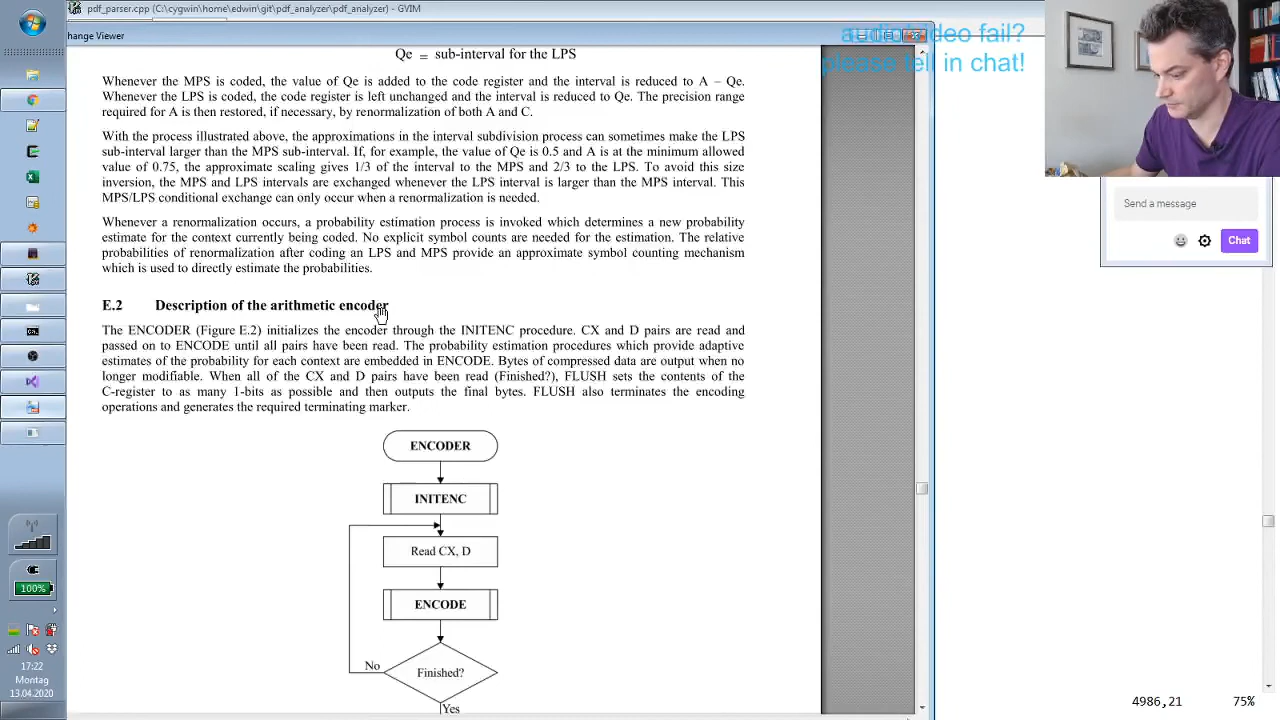 pdf_parser.cpp (C:\cygwin\home\edwin\git\pdf_analyzer\pdf_analyzer) - GVIM
hange Viewer
audio/video fail?
please tell in chat!
Qe = sub-interval for the LPS
Whenever the MPS is coded, the value of Qe is added to the code register and the interval is reduced to A – Qe.
Whenever the LPS is coded, the code register is left unchanged and the interval is reduced to Qe. The precision range
required for A is then restored, if necessary, by renormalization of both A and C.
With the process illustrated above, the approximations in the interval subdivision process can sometimes make the LPS
sub-interval larger than the MPS sub-interval. If, for example, the value of Qe is 0.5 and A is at the minimum allowed
value of 0.75, the approximate scaling gives 1/3 of the interval to the MPS and 2/3 to the LPS. To avoid this size
inversion, the MPS and LPS intervals are exchanged whenever the LPS interval is larger than the MPS interval. This
MPS/LPS conditional exchange can only occur when a renormalization is needed.
Whenever a renormalization occurs, a probability estimation process is invoked which determines a new probability
estimate for the context currently being coded. No explicit symbol counts are needed for the estimation. The relative
probabilities of renormalization after coding an LPS and MPS provide an approximate symbol counting mechanism
which is used to directly estimate the probabilities.
E.2 Description of the arithmetic encoder
The ENCODER (Figure E.2) initializes the encoder through the INITENC procedure. CX and D pairs are read and
passed on to ENCODE until all pairs have been read. The probability estimation procedures which provide adaptive
estimates of the probability for each context are embedded in ENCODE. Bytes of compressed data are output when no
longer modifiable. When all of the CX and D pairs have been read (Finished?), FLUSH sets the contents of the
C-register to as many 1-bits as possible and then outputs the final bytes. FLUSH also terminates the encoding
operations and generates the required terminating marker.
ENCODER
INITENC
Read CX, D
ENCODE
No
Finished?
Yes
Send a message
Chat
100%
17:22
Montag
13.04.2020
4986,21
75%